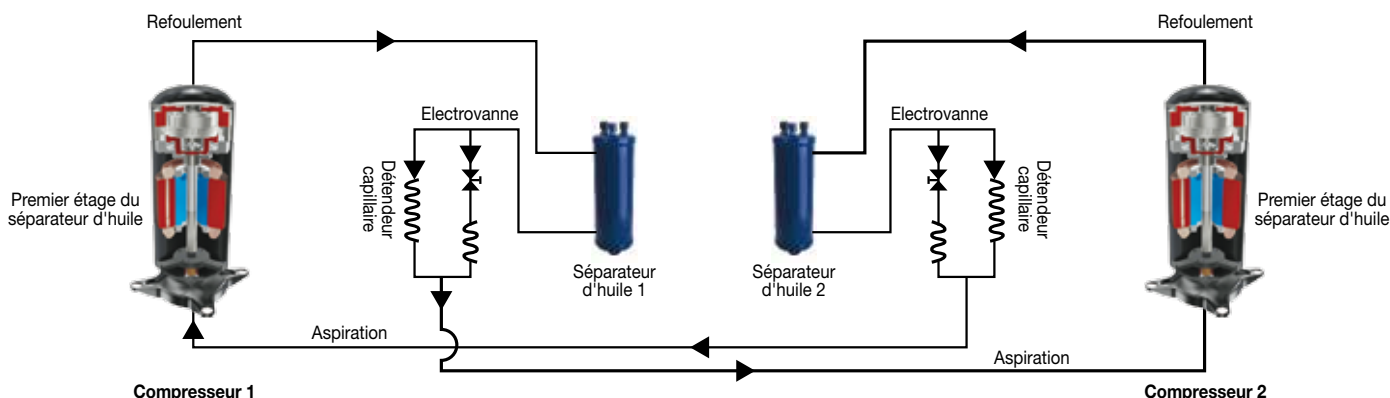 Refoulement
Refoulement
Electrovanne
Electrovanne
Détendeur
capillaire
Détendeur
capillaire
Premier étage du
séparateur d'huile
Premier étage du
séparateur d'huile
Séparateur
d'huile 1
Séparateur
d'huile 2
Aspiration
Aspiration
Compresseur 1
Compresseur 2